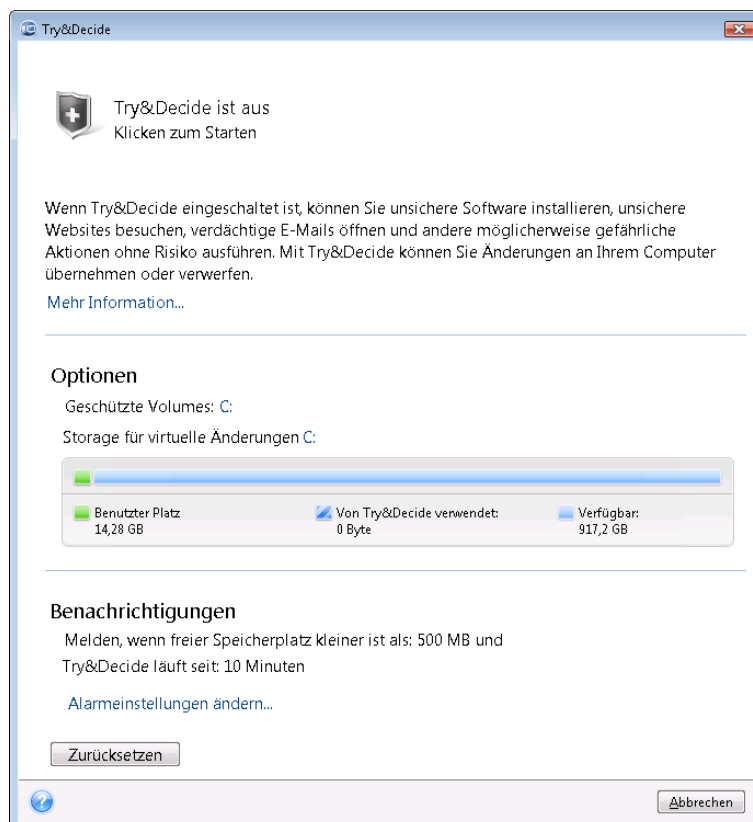 Try&Decide
Try&Decide ist aus
Klicken zum Starten
Wenn Try&Decide eingeschaltet ist, können Sie unsichere Software installieren, unsichere
Websites besuchen, verdächtige E-Mails öffnen und andere möglicherweise gefährliche
Aktionen ohne Risiko ausführen. Mit Try&Decide können Sie Änderungen an Ihrem Computer
übernehmen oder verwerfen.
Mehr Information...
Optionen
Geschützte Volumes: C:
Storage für virtuelle Änderungen C:
Benutzter Platz
14,28 GB
Von Try&Decide verwendet:
0 Byte
Verfügbar:
917,2 GB
Benachrichtigungen
Melden, wenn freier Speicherplatz kleiner ist als: 500 MB und
Try&Decide läuft seit: 10 Minuten
Alarmeinstellungen ändern...
Zurücksetzen
?
Abbrechen